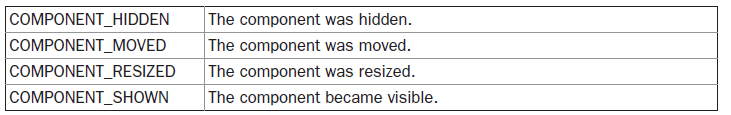 COMPONENT_HIDDEN The component was hidden.
COMPONENT_MOVED The component was moved.
COMPONENT_RESIZED The component was resized.
COMPONENT_SHOWN The component became visible.